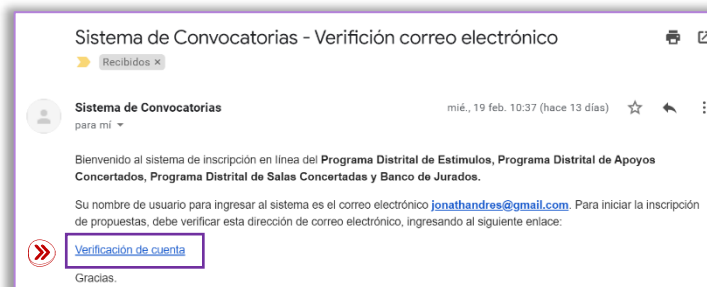 Sistema de Convocatorias - Verifición correo electrónico
Recibidos ×
Sistema de Convocatorias
mié., 19 feb. 10:37 (hace 13 días)
para mí
Bienvenido al sistema de inscripción en línea del Programa Distrital de Estimulos, Programa Distrital de Apoyos
Concertados, Programa Distrital de Salas Concertadas y Banco de Jurados.
Su nombre de usuario para ingresar al sistema es el correo electrónico jonathandres@gmail.com. Para iniciar la inscripción
de propuestas, debe verificar esta dirección de correo electrónico, ingresando al siguiente enlace:
Verificación de cuenta
Gracias.